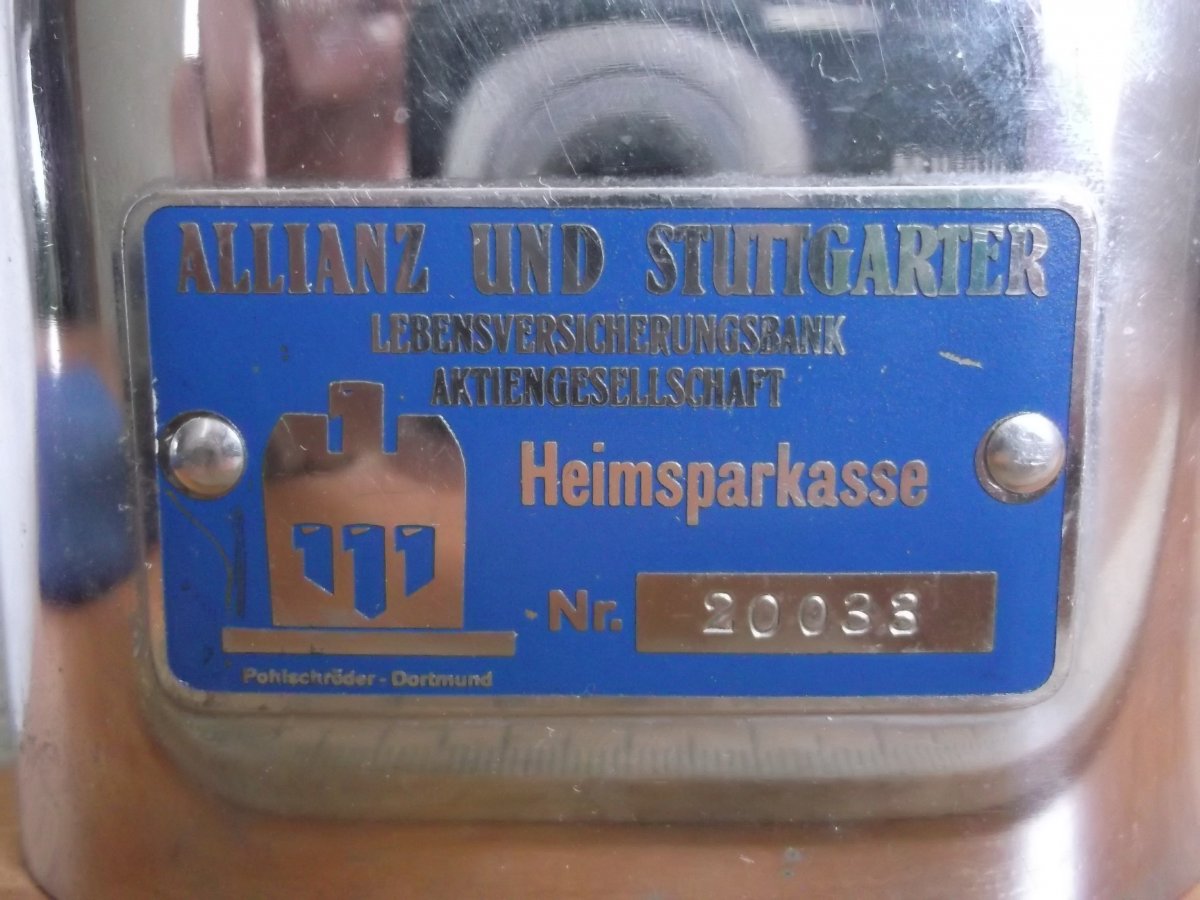 ALLIANZ UND STUTTGARTER
LEBENSVERSICHERUNGSBANK
AKTIENGESELLSCHAFT
Heimsparkasse
Nr. 20033
Pohlschröder - Dortmund